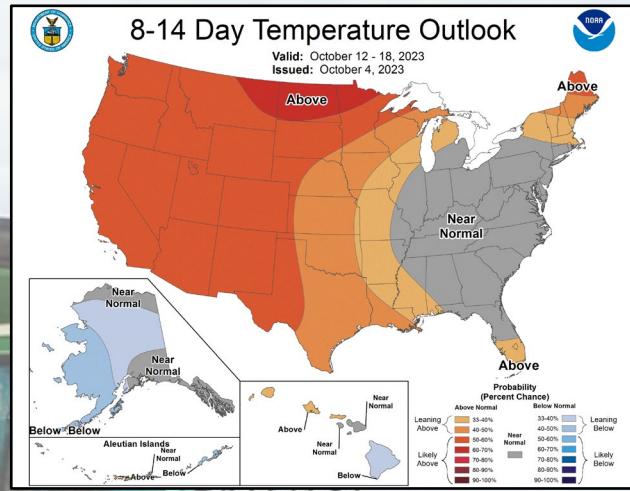 8-14 Day Temperature Outlook
NOAA
Valid: October 12 - 18, 2023
Issued: October 4, 2023
Above
Above
Near
Normal
Above
Near
Normal
Near
Normal
Below
Below
Aleutian Islands
Near
Normal
Above
Below
Above
Near
Normal
Near
Normal
Below
Probability
(Percent Chance)
Above Normal
Below Normal
Leaning
Above
33-40%
40-50%
Likely
Above
50-60%
60-70%
70-80%
80-90%
90-100%
Near
Normal
33-40%
40-50%
Leaning
Below
50-60%
60-70%
70-80%
80-90%
90-100%
Likely
Below